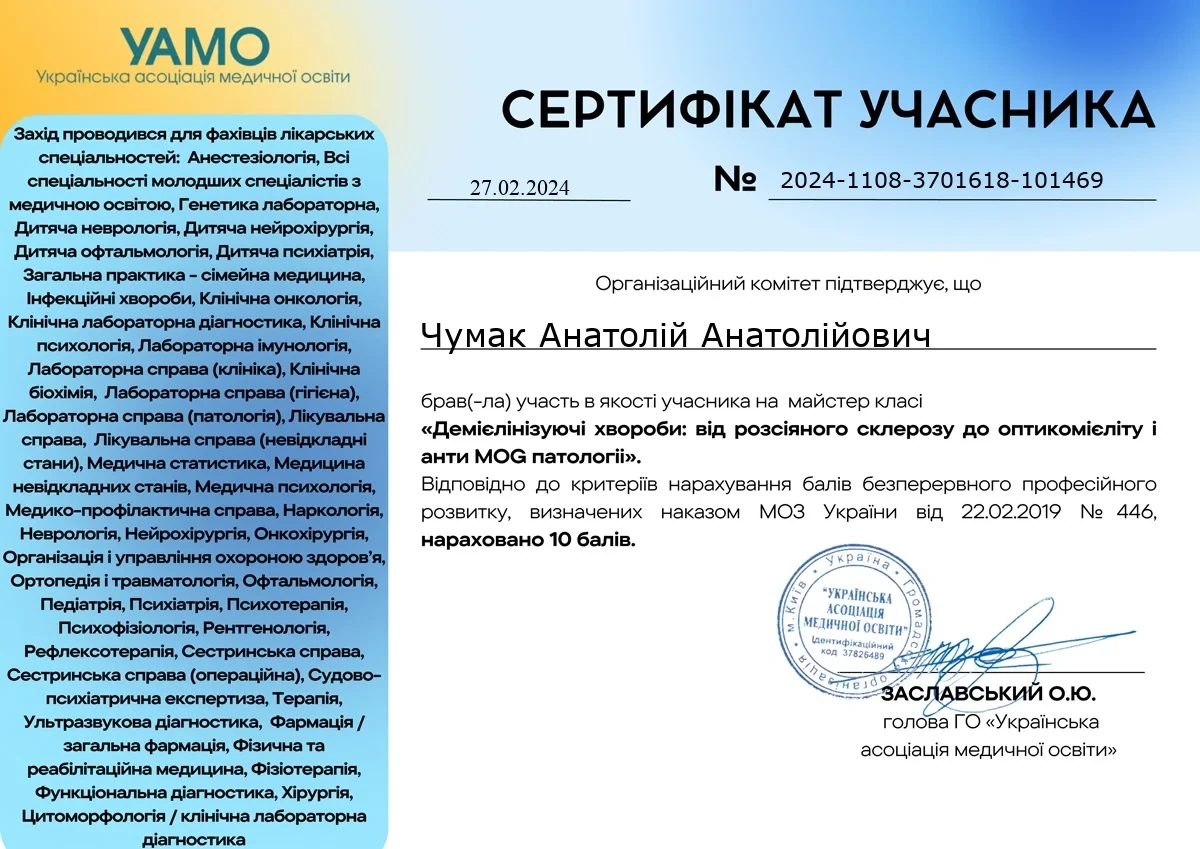 УАМО
Українська асоціація медичної освіти
Захід проводився для фахівців лікарських
спеціальностей: Анестезіологія, Всі
спеціальності молодших спеціалістів з
медичною освітою, Генетика лабораторна,
Дитяча неврологія, Дитяча нейрохірургія,
Дитяча офтальмологія, Дитяча психіатрія,
Загальна практика - сімейна медицина,
Інфекційні хвороби, Клінічна онкологія,
Клінічна лабораторна діагностика, Клінічна
психологія, Лабораторна імунологія,
Лабораторна справа (клініка), Клінічна
біохімія, Лабораторна справа (гігієна),
Лабораторна справа (патологія), Лікувальна
справа, Лікувальна справа (невідкладні
стани), Медична статистика, Медицина
невідкладних станів, Медична психологія,
Медико-профілактична справа, Наркологія,
Неврологія, Нейрохірургія, Онкохірургія,
Організація і управління охороною здоров'я,
Ортопедія і травматологія, Офтальмологія,
Педіатрія, Психіатрія, Психотерапія,
Психофізіологія, Рентгенологія,
Рефлексотерапія, Сестринська справа,
Сестринська справа (операційна), Судово-
психіатрична експертиза, Терапія,
Ультразвукова діагностика, Фармація /
загальна фармація, Фізична та
реабілітаційна медицина, Фізіотерапія,
Функціональна діагностика, Хірургія,
Цитоморфологія / клінічна лабораторна
діагностика
СЕРТИФІКАТ УЧАСНИКА
27.02.2024 № 2024-1108-3701618-101469
Організаційний комітет підтверджує, що
Чумак Анатолій Анатолійович
брав(-ла) участь в якості учасника на майстер класі
«Демієлінізуючі хвороби: від розсіяного склерозу до оптикомієліту і
анти MOG патологіі».
Відповідно до критеріїв нарахування балів безперервного професійного
розвитку, визначених наказом МОЗ України від 22.02.2019 № 446,
нараховано 10 балів.
м. Київ * Україна * Громадська організація
"УКРАЇНСЬКА
АСОЦІАЦІЯ
МЕДИЧНОЇ ОСВІТИ"
Ідентифікаційний
код 37826489
ЗАСЛАВСЬКИЙ О.Ю.
голова ГО «Українська
асоціація медичної освіти»